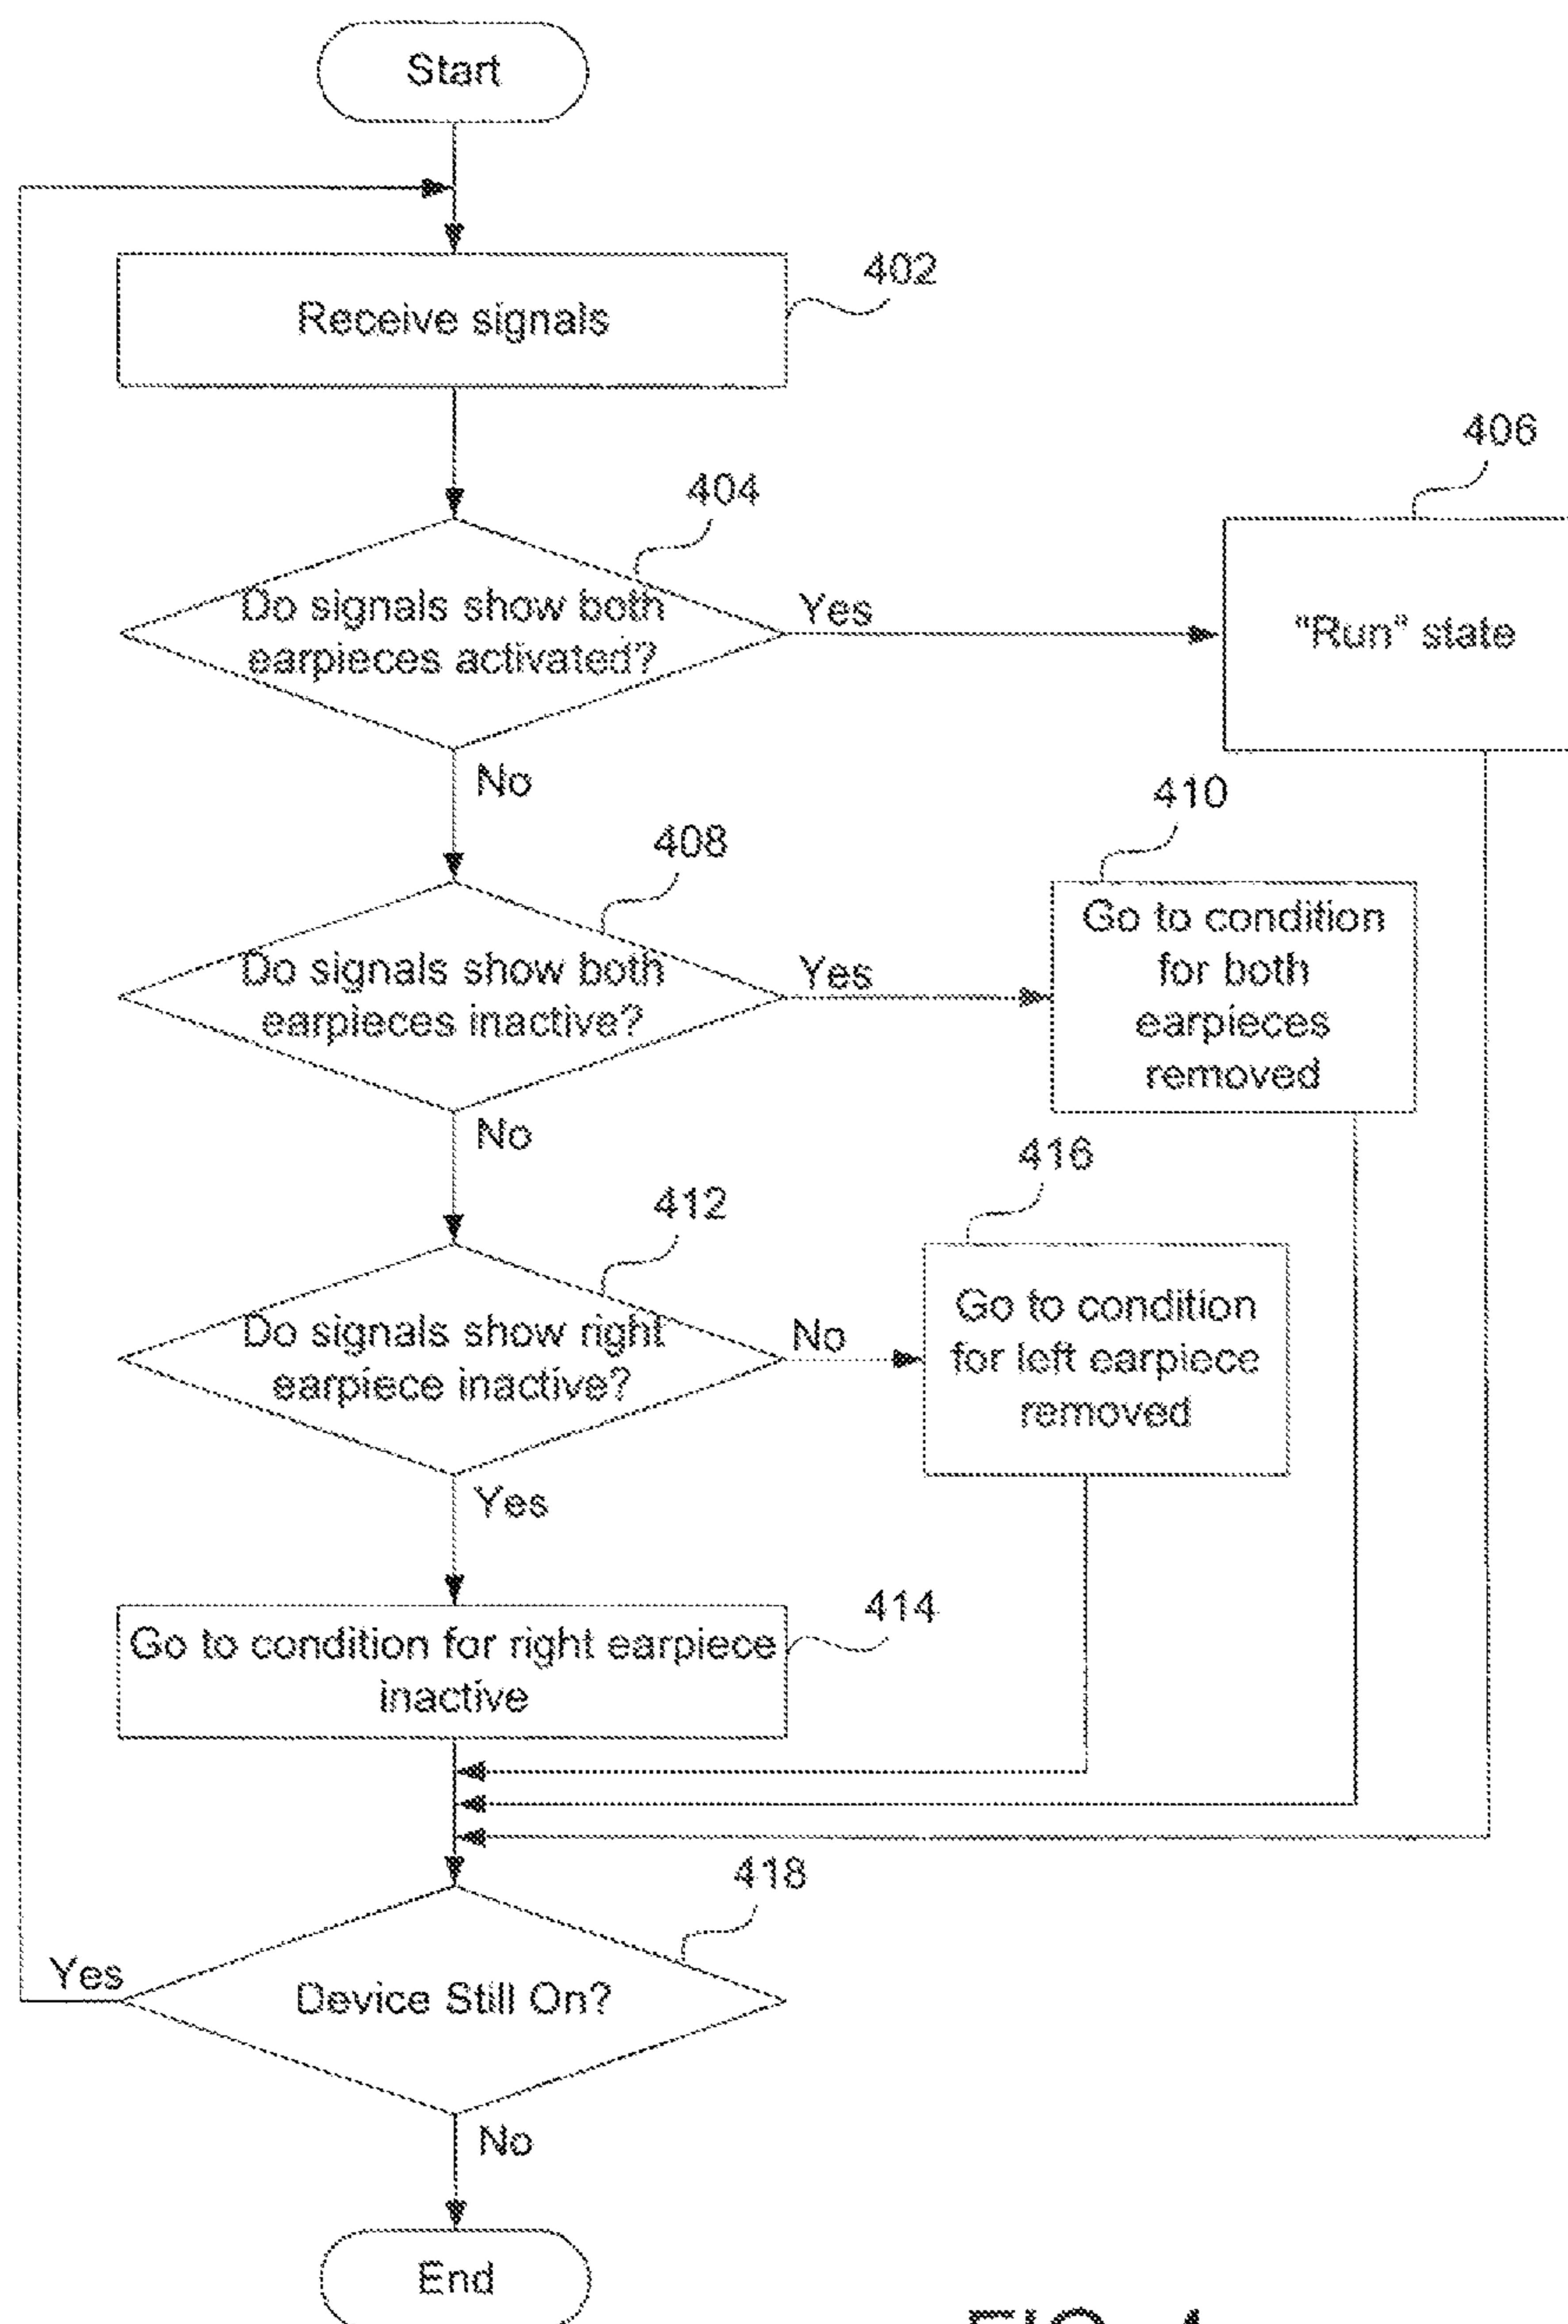 Start
402
Receive signals
406
404
Do signals show both
earpieces activated?
Yes
"Run" state
No
410
408
Do signals show both
earpieces inactive?
Yes
Go to condition
for both
earpieces
removed
No
416
412
Do signals show right
earpiece inactive?
No
Go to condition
for left earpiece
removed
Yes
414
Go to condition for right earpiece
inactive
418
Yes
Device Still On?
No
End